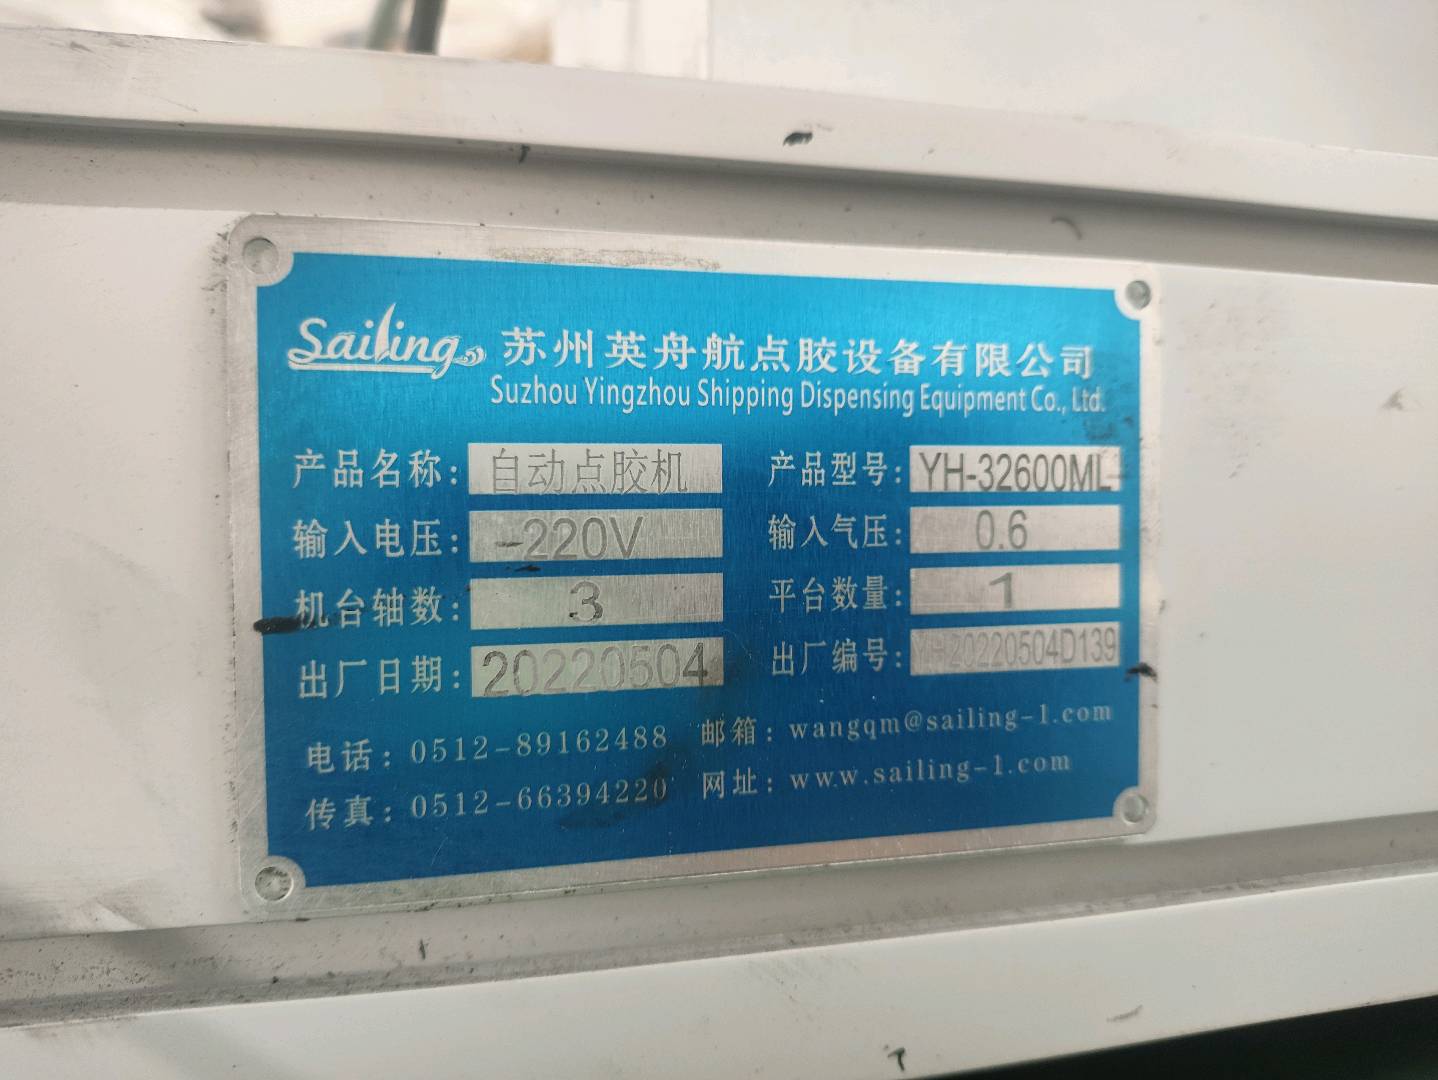 Sailing 苏州英舟航点胶设备有限公司
Suzhou Yingzhou Shipping Dispensing Equipment Co., Ltd.
产品名称: 自动点胶机 产品型号: YH-32600ML
输入电压: -220V 输入气压: 0.6
机台轴数: 3 平台数量: 1
出厂日期: 20220504 出厂编号: YH20220504D139
电话: 0512-89162488 邮箱: wangqm@sailing-1.com
传真: 0512-66394220 网址: www.sailing-1.com